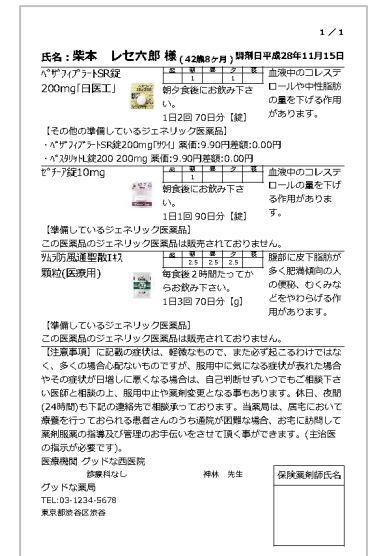 1 / 1
氏名：柴本　レセ六郎 様 (42歳8ヶ月) 調剤日平成28年11月15日
ﾍﾞｻﾞﾌｨﾌﾞﾗｰﾄSR錠200mg｢日医工｣
起 朝 昼 夕 寝
1 1
朝夕食後にお飲み下さい。
1日2回 70日分 [錠]
血液中のコレステロールや中性脂肪の量を下げる作用があります。
【その他の準備しているジェネリック医薬品】
・ﾍﾞｻﾞﾌｨﾌﾞﾗｰﾄSR錠200mg｢ｻﾜｲ｣ 薬価:9.90円差額:0.00円
200 200mg 薬価:9.90円差額:0.00円
ｾﾞﾁｰｱ錠10mg
起 朝 昼 夕 寝
1
朝食後にお飲み下さい。
1日1回 90日分 [錠]
血液中のコレステロールの量を下げる作用があります。
【準備しているジェネリック医薬品】
この医薬品のジェネリック医薬品は販売されておりません。
ﾂﾑﾗ防風通聖散ｴｷｽ顆粒(医療用)
起 朝 昼 夕 寝
2.5 2.5 2.5
毎食後２時間たってからお飲み下さい。
1日3回 70日分 [g]
腹部に皮下脂肪が多く肥満傾向の人の便秘、むくみなどをやわらげる作用があります。
【準備しているジェネリック医薬品】
この医薬品のジェネリック医薬品は販売されておりません。
【注意事項】に記載の症状は、軽微なもので、また必ず起こるわけではな
く、多くの場合心配ないものですが、服用中に気になる症状が表れた場合
やその症状が日増しに悪くなる場合は、自己判断せずいつでもご相談下さ
い医師と相談の上、服用中止や薬剤変更となる事もあります。休日、夜間
(24時間)も下記の連絡先で相談承っております。当薬局は、居宅において
療養を行っておられる患者さんのうち通院が困難な場合、お宅に訪問して
薬剤服薬の指導及び管理のお手伝いをさせて頂く事ができます。(主治医
の指示が必要です)。
医療機関 グッドな西医院
診療科なし 神林 先生
保険薬剤師氏名
グッドな薬局
TEL:03-1234-5678
東京都渋谷区渋谷